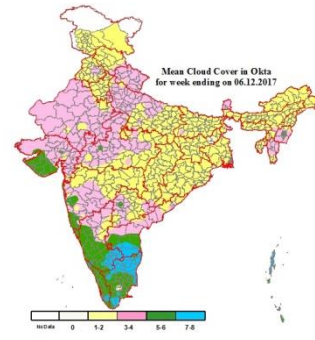 Mean Cloud Cover in Okta
for week ending on 06.12.2017
No Data 0 1-2 3-4 5-6 7-8